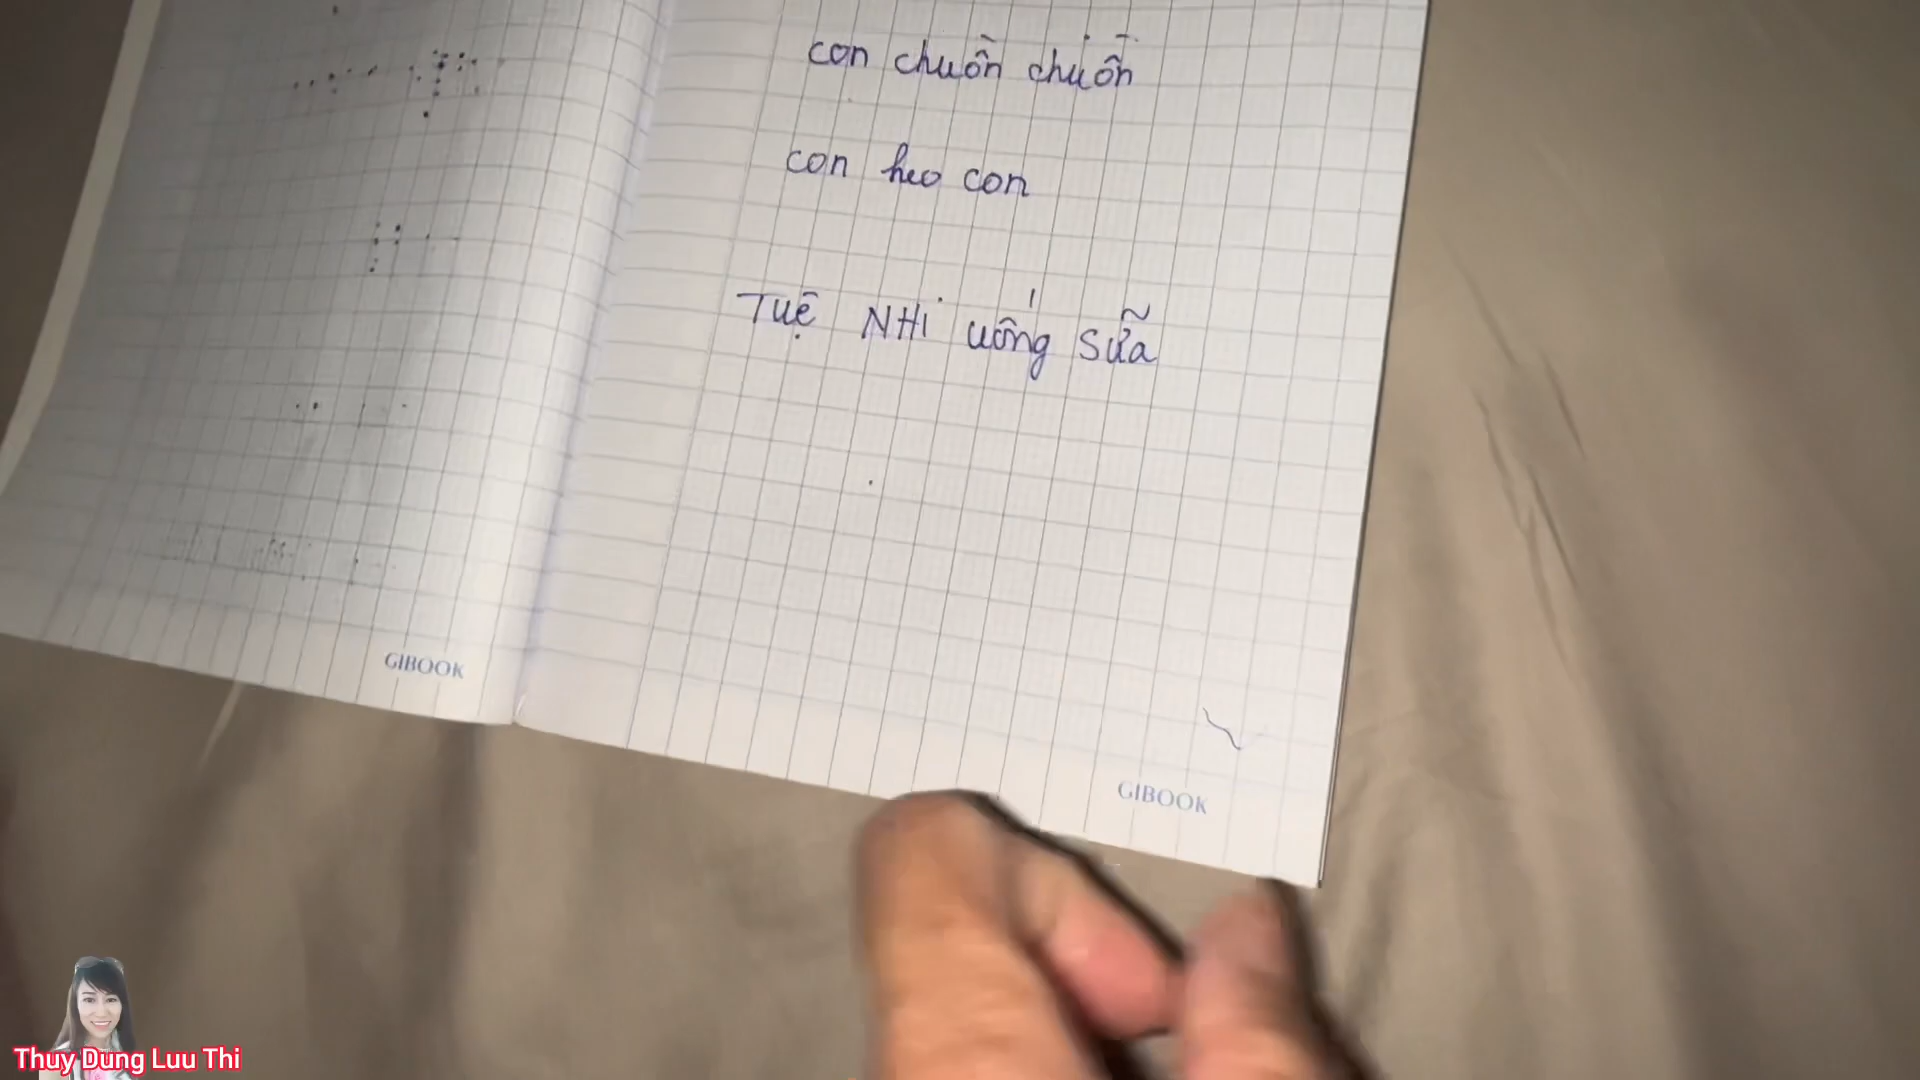 con chuồn chuồn
con heo con
Tuệ NHi uống sữa
GIBOOK
GIBOOK
Thuy Dung Luu Thi